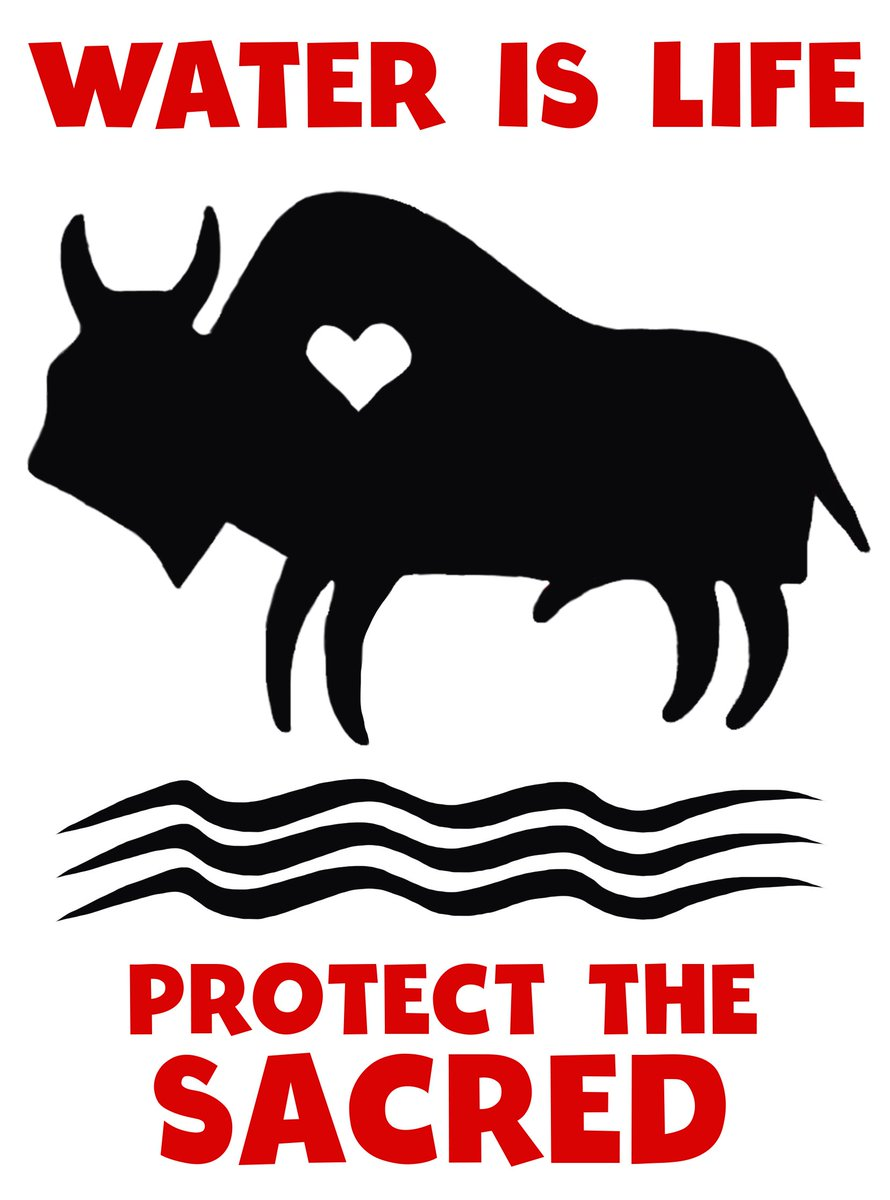 WATER IS LIFE
PROTECT THE
SACRED